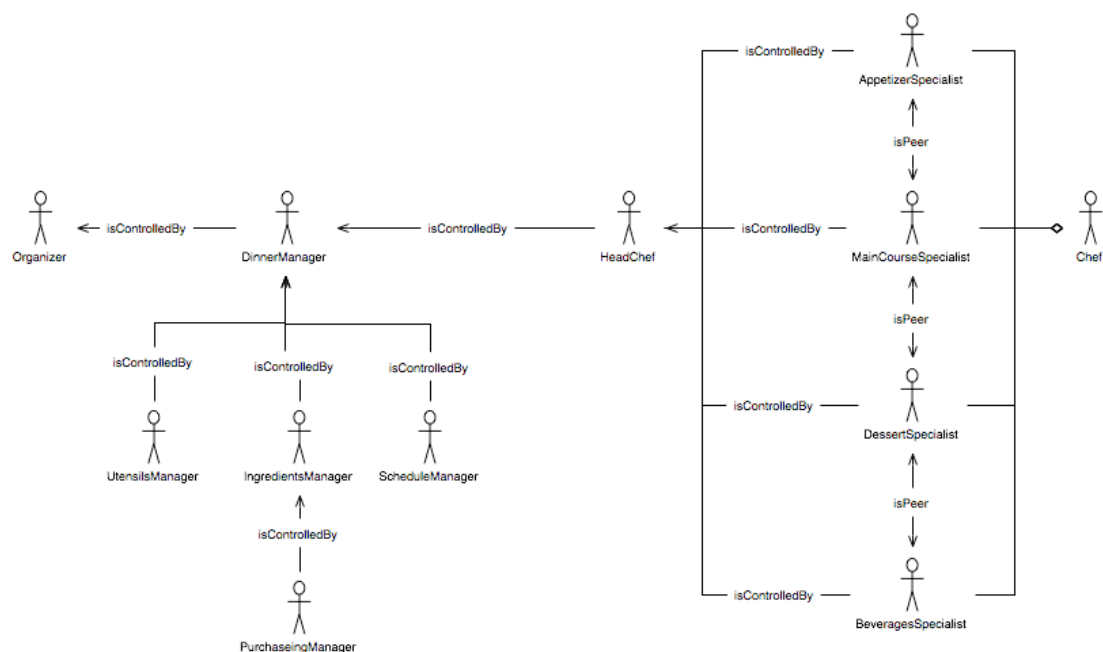 isControlledBy
AppetizerSpecialist
isPeer
isControlledBy
isControlledBy
isControlledBy
Organizer
DinnerManager
HeadChef
MainCourseSpecialist
Chef
isPeer
isControlledBy
isControlledBy
isControlledBy
isControlledBy
DessertSpecialist
UtensilsManager
IngredientsManager
ScheduleManager
isPeer
isControlledBy
isControlledBy
BeveragesSpecialist
PurchaseingManager